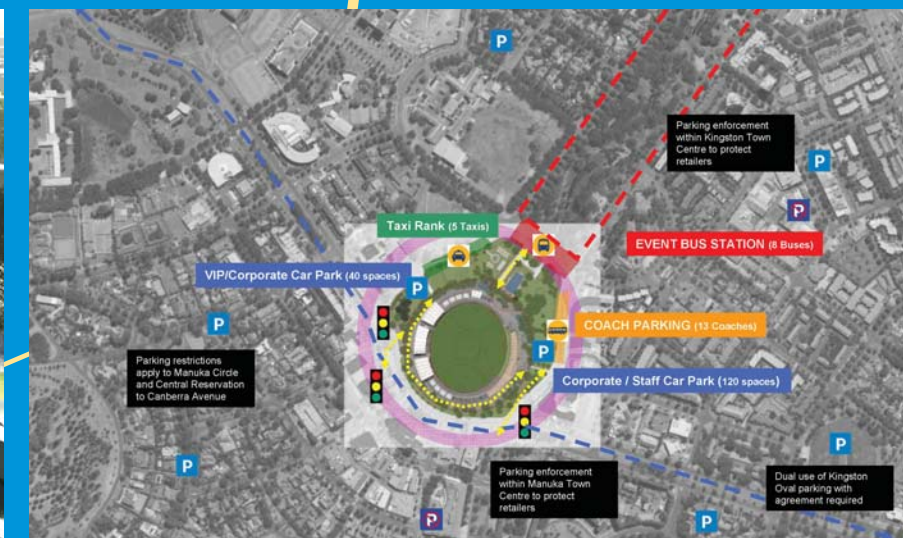 P
Parking enforcement
within Kingston Town
Centre to protect
retailers
P
P
Taxi Rank (5 Taxis)
EVENT BUS STATION (8 Buses)
VIP/Corporate Car Park (40 spaces)
P
P
COACH PARKING (13 Coaches)
P
Parking restrictions
apply to Manuka Circle
and Central Reservation
to Canberra Avenue
Corporate / Staff Car Park (120 spaces)
P
P
Parking enforcement
within Manuka Town
Centre to protect
retailers
Dual use of Kingston
Oval parking with
agreement required
P
P